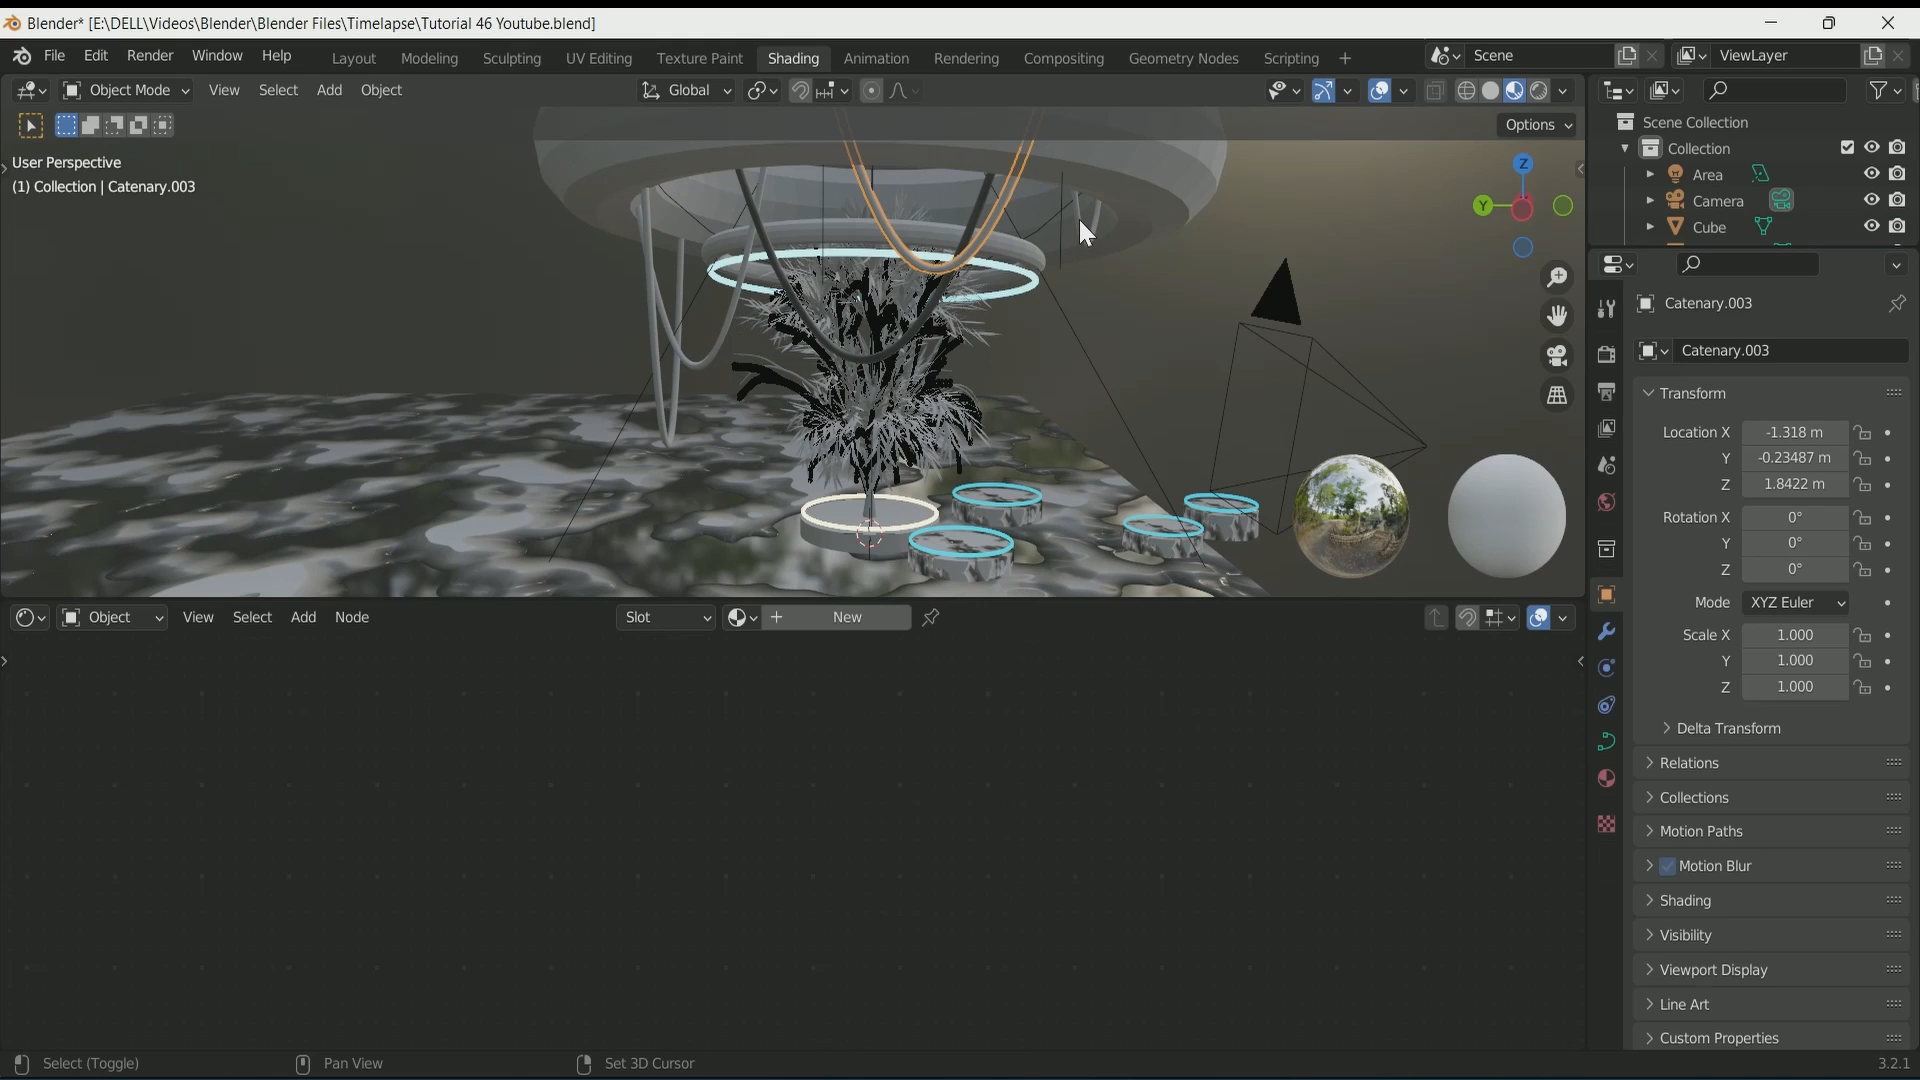 Blender* [E:\DELL\Videos\Blender\Blender Files\Timelapse\Tutorial 46 Youtube.blend]
File Edit Render Window Help Layout Modeling Sculpting UV Editing Texture Paint Shading Animation Rendering Compositing Geometry Nodes Scripting + Scene ViewLayer
Object Mode View Select Add Object Global
Options
User Perspective
(1) Collection | Catenary.003
Z
Y
Scene Collection
Collection
Area
Camera
Cube
Catenary.003
Catenary.003
Transform
Location X -1.318 m
Y -0.23487 m
Z 1.8422 m
Rotation X 0°
Y 0°
Z 0°
Mode XYZ Euler
Scale X 1.000
Y 1.000
Z 1.000
Delta Transform
Relations
Collections
Motion Paths
Motion Blur
Shading
Visibility
Viewport Display
Line Art
Custom Properties
Object View Select Add Node Slot + New
Select (Toggle) Pan View Set 3D Cursor 3.2.1